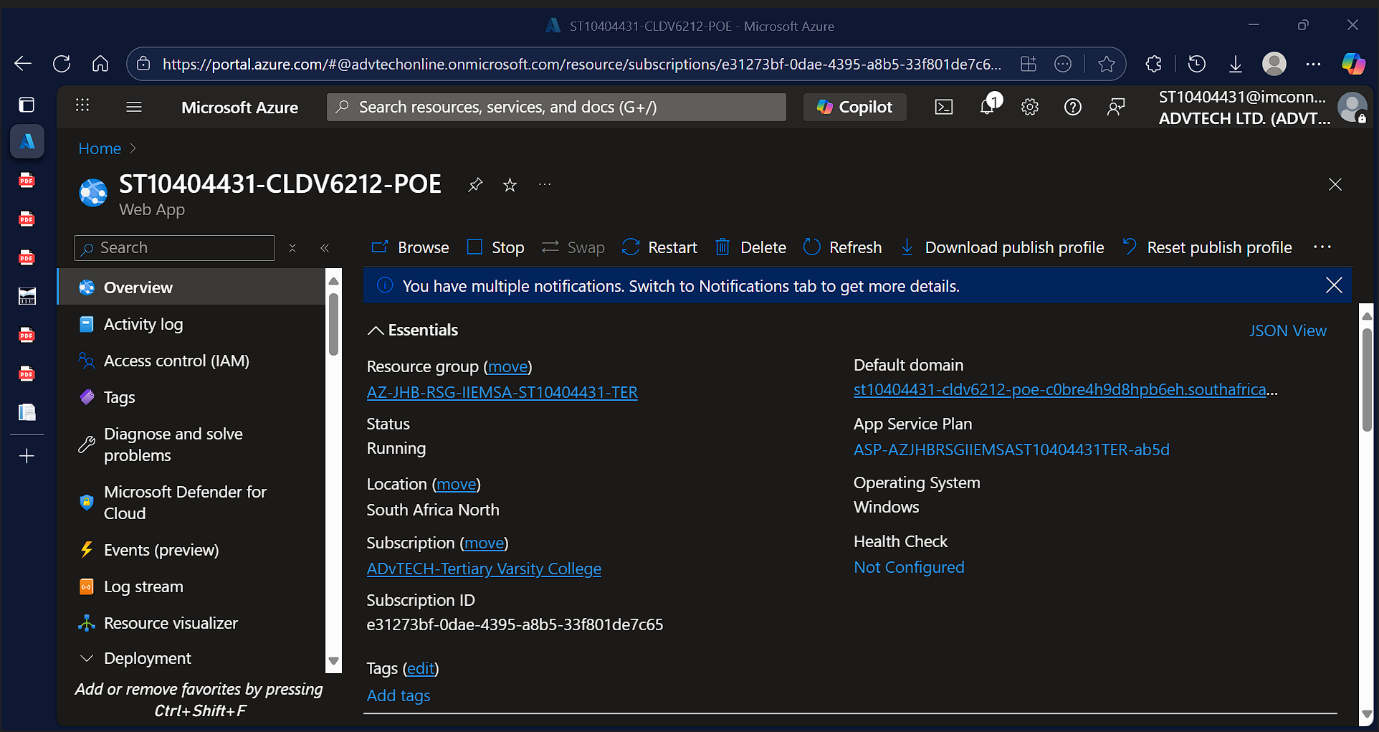 ST10404431-CLDV6212-POE - Microsoft Azure
https://portal.azure.com/#@advtechonline.onmicrosoft.com/resource/subscriptions/e31273bf-0dae-4395-a8b5-33f801de7c6...
Microsoft Azure
Search resources, services, and docs (G+/)
Copilot
1
ST10404431@imconn...
ADVTECH LTD. (ADVT...
Home
ST10404431-CLDV6212-POE
Web App
Search
Browse
Stop
Swap
Restart
Delete
Refresh
Download publish profile
Reset publish profile
You have multiple notifications. Switch to Notifications tab to get more details.
Overview
Activity log
Access control (IAM)
Tags
Diagnose and solve
problems
Microsoft Defender for
Cloud
Events (preview)
Log stream
Resource visualizer
Deployment
Add or remove favorites by pressing
Ctrl+Shift+F
Essentials
JSON View
Resource group (move)
AZ-JHB-RSG-IIEMSA-ST10404431-TER
Status
Running
Location (move)
South Africa North
Subscription (move)
ADvTECH-Tertiary Varsity College
Subscription ID
e31273bf-0dae-4395-a8b5-33f801de7c65
Tags (edit)
Add tags
Default domain
st10404431-cldv6212-poe-c0bre4h9d8hpb6eh.southafrica...
App Service Plan
ASP-AZJHBRSGIIEMSAST10404431TER-ab5d
Operating System
Windows
Health Check
Not Configured
PDF
PDF
PDF
PDF
PDF